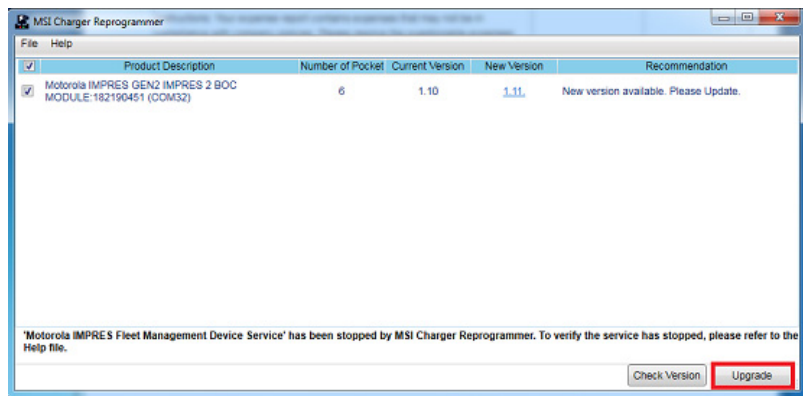 MSI Charger Reprogrammer
File Help
Product Description Number of Pocket Current Version New Version Recommendation
Motorola IMPRES GEN2 IMPRES 2 BOC
MODULE:182190451 (COM32) 6 1.10 1.11. New version available. Please Update.
'Motorola IMPRES Fleet Management Device Service' has been stopped by MSI Charger Reprogrammer. To verify the service has stopped, please refer to the
Help file.
Check Version Upgrade